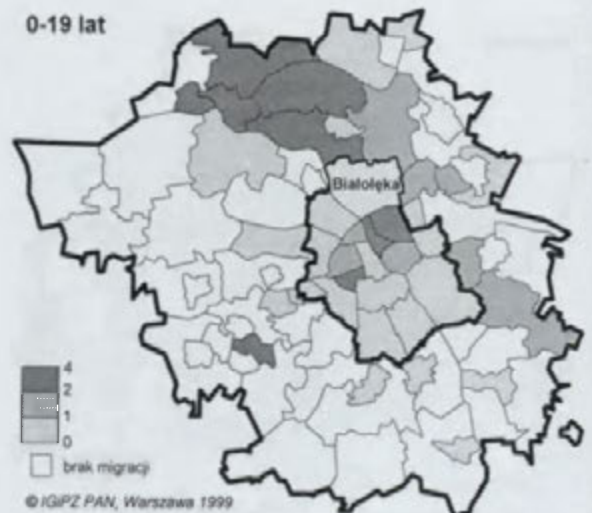 0-19 lat
Białołęka
4
2
1
0
brak migracji
© IGiPZ PAN, Warszawa 1999